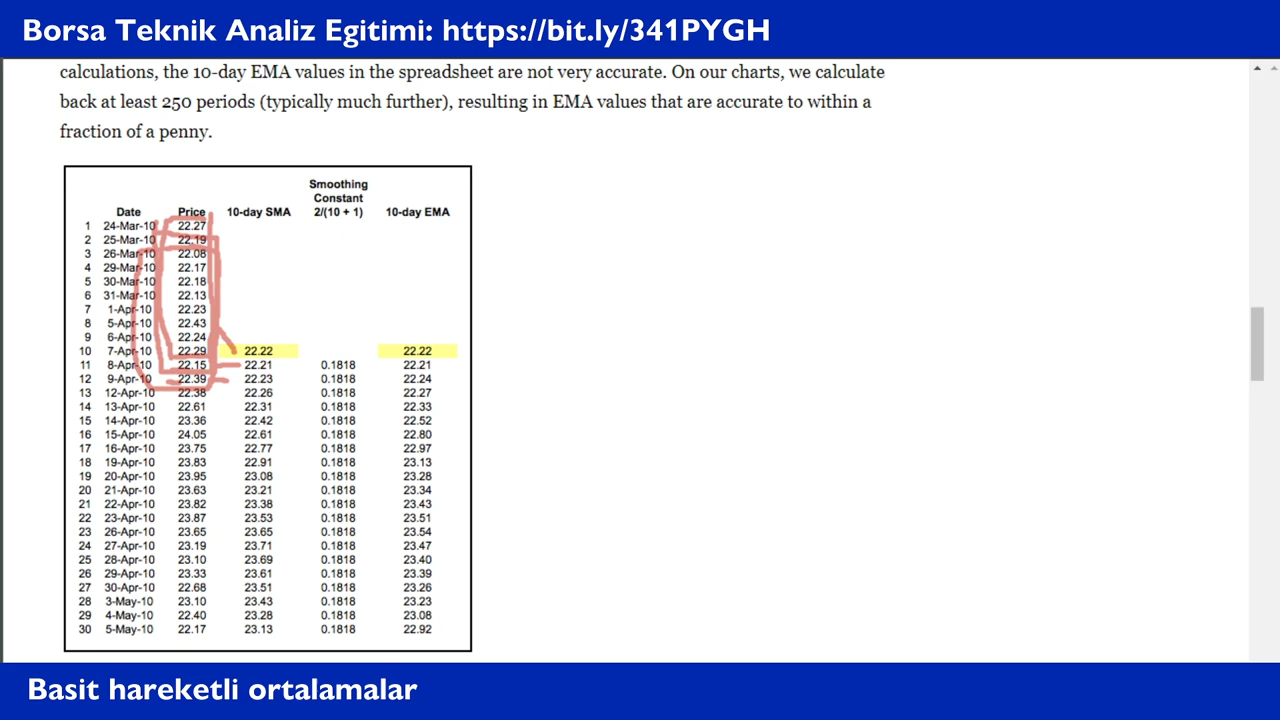 Borsa Teknik Analiz Egitimi: https://bit.ly/341PYGH
calculations, the 10-day EMA values in the spreadsheet are not very accurate. On our charts, we calculate
back at least 250 periods (typically much further), resulting in EMA values that are accurate to within a
fraction of a penny.
Smoothing
Constant
Date Price 10-day SMA 2/(10 + 1) 10-day EMA
1 24-Mar-10 22.27
2 25-Mar-10 22.19
3 26-Mar-10 22.08
4 29-Mar-10 22.17
5 30-Mar-10 22.18
6 31-Mar-10 22.13
7 1-Apr-10 22.23
8 5-Apr-10 22.43
9 6-Apr-10 22.24
10 7-Apr-10 22.29 22.22 22.22
11 8-Apr-10 22.15 22.21 0.1818 22.21
12 9-Apr-10 22.39 22.23 0.1818 22.24
13 12-Apr-10 22.38 22.26 0.1818 22.27
14 13-Apr-10 22.61 22.31 0.1818 22.33
15 14-Apr-10 23.36 22.42 0.1818 22.52
16 15-Apr-10 24.05 22.61 0.1818 22.80
17 16-Apr-10 23.75 22.77 0.1818 22.97
18 19-Apr-10 23.83 22.91 0.1818 23.13
19 20-Apr-10 23.95 23.08 0.1818 23.28
20 21-Apr-10 23.63 23.21 0.1818 23.34
21 22-Apr-10 23.82 23.38 0.1818 23.43
22 23-Apr-10 23.87 23.53 0.1818 23.51
23 26-Apr-10 23.65 23.65 0.1818 23.54
24 27-Apr-10 23.19 23.71 0.1818 23.47
25 28-Apr-10 23.10 23.69 0.1818 23.40
26 29-Apr-10 23.33 23.61 0.1818 23.39
27 30-Apr-10 22.68 23.51 0.1818 23.26
28 3-May-10 23.10 23.43 0.1818 23.23
29 4-May-10 22.40 23.28 0.1818 23.08
30 5-May-10 22.17 23.13 0.1818 22.92
Basit hareketli ortalamalar